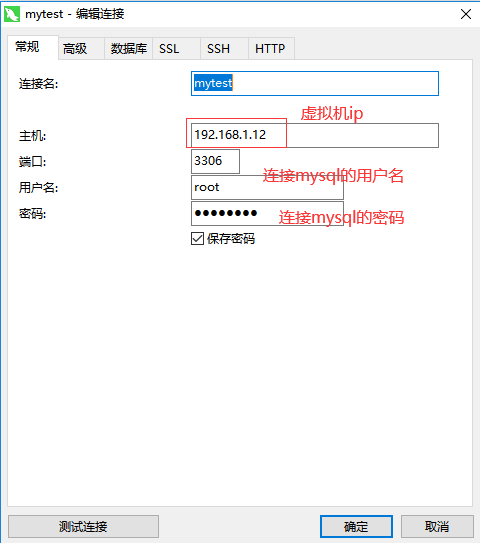 mytest - 编辑连接
常规 高级 数据库 SSL SSH HTTP
连接名: mytest
虚拟机ip
主机: 192.168.1.12
端口: 3306
连接mysql的用户名
用户名: root
密码: ●●●●●●●● 连接mysql的密码
保存密码
测试连接 确定 取消